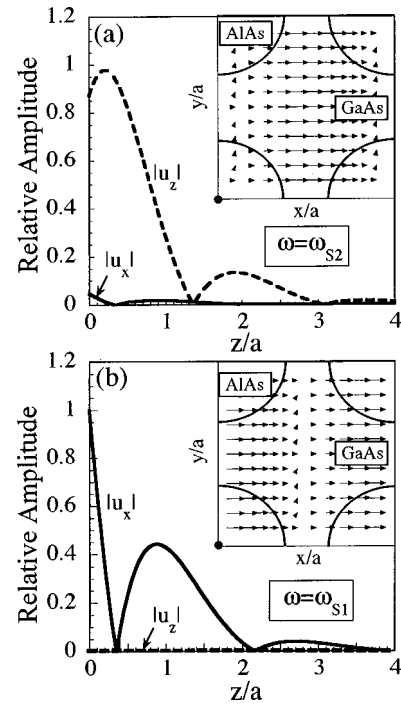 (a)
AlAs
GaAs
y/a
x/a
|u_z|
|u_x|
ω=ω_S2
Relative Amplitude
1.2
1
0.8
0.6
0.4
0.2
0
0 1 2 3 4
z/a
(b)
AlAs
GaAs
y/a
x/a
|u_x|
|u_z|
ω=ω_S1
Relative Amplitude
1.2
1
0.8
0.6
0.4
0.2
0
0 1 2 3 4
z/a